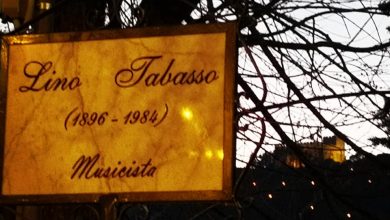 Lino Tabasso
(1896 - 1984)
Musicista